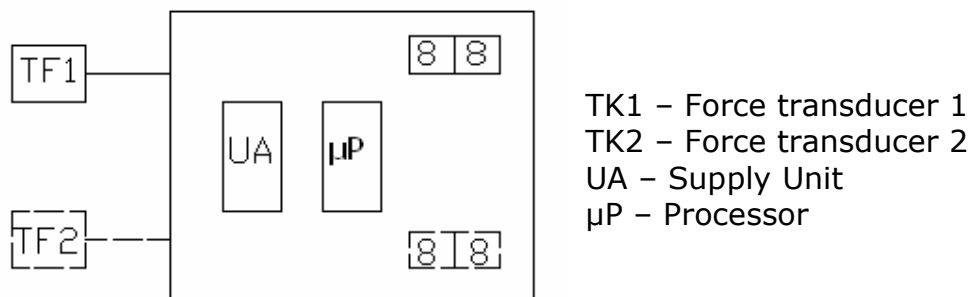 TF1
8 8
UA
µP
TF2
8 8
TK1 – Force transducer 1
TK2 – Force transducer 2
UA – Supply Unit
µP – Processor